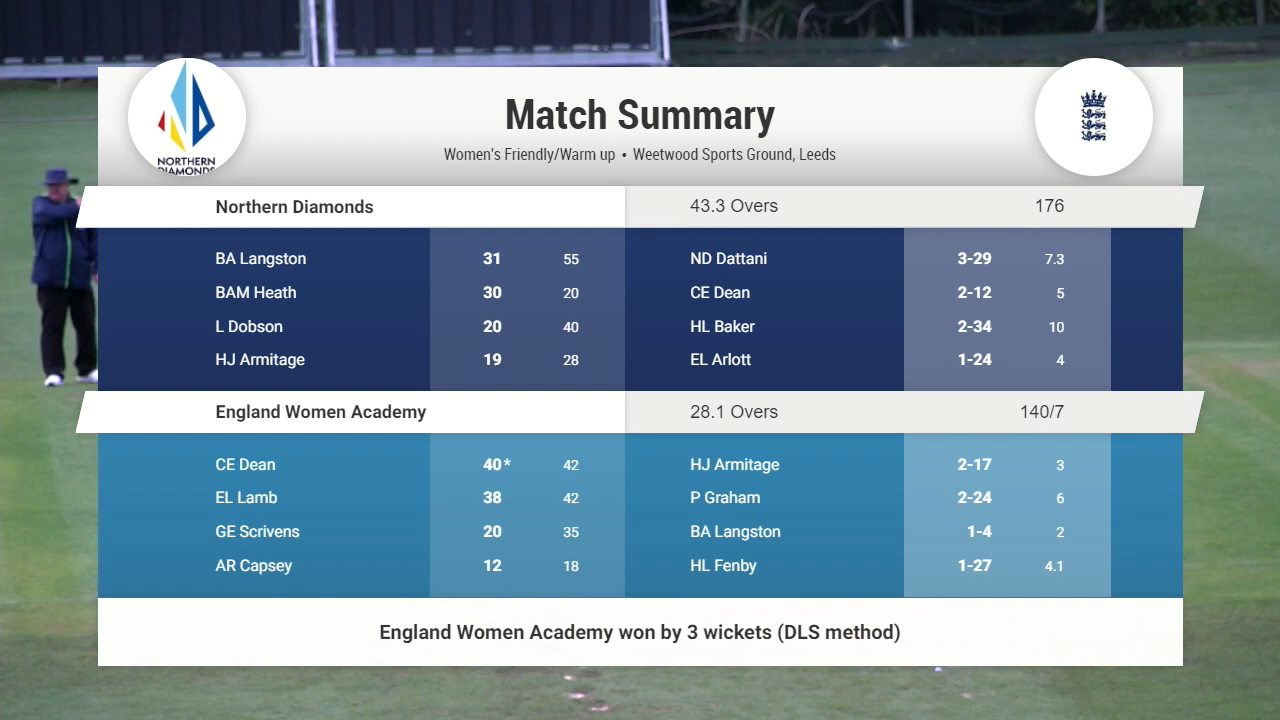 Match Summary
Women's Friendly/Warm up • Weetwood Sports Ground, Leeds
NORTHERN
DIAMONDS
Northern Diamonds 43.3 Overs 176
BA Langston 31 55 ND Dattani 3-29 7.3
BAM Heath 30 20 CE Dean 2-12 5
L Dobson 20 40 HL Baker 2-34 10
HJ Armitage 19 28 EL Arlott 1-24 4
England Women Academy 28.1 Overs 140/7
CE Dean 40* 42 HJ Armitage 2-17 3
EL Lamb 38 42 P Graham 2-24 6
GE Scrivens 20 35 BA Langston 1-4 2
AR Capsey 12 18 HL Fenby 1-27 4.1
England Women Academy won by 3 wickets (DLS method)